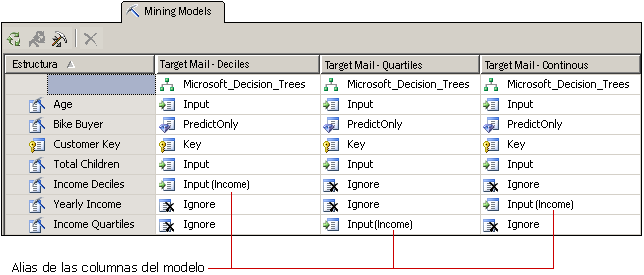 Mining Models
Estructura Target Mail - Deciles Target Mail - Quartiles Target Mail - Continous
Microsoft_Decision_Trees Microsoft_Decision_Trees Microsoft_Decision_Trees
Age Input Input Input
Bike Buyer PredictOnly PredictOnly PredictOnly
Customer Key Key Key Key
Total Children Input Input Input
Income Deciles Input (Income) Ignore Ignore
Yearly Income Ignore Ignore Input (Income)
Income Quartiles Ignore Input (Income) Ignore
Alias de las columnas del modelo